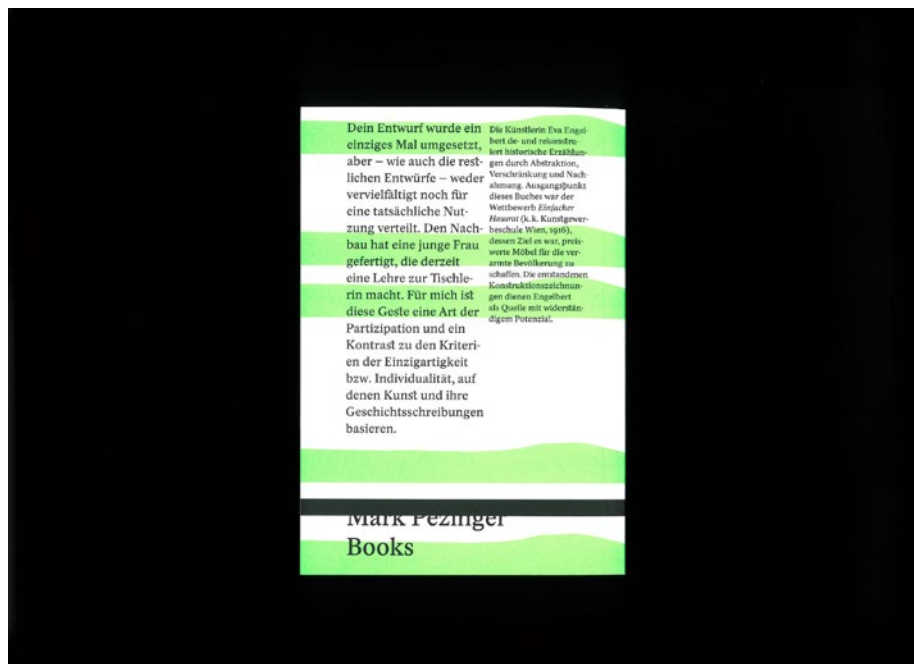 Dein Entwurf wurde ein
einziges Mal umgesetzt,
aber – wie auch die rest-
lichen Entwürfe – weder
vervielfältigt noch für
eine tatsächliche Nut-
zung verteilt. Den Nach-
bau hat eine junge Frau
gefertigt, die derzeit
eine Lehre zur Tischle-
rin macht. Für mich ist
diese Geste eine Art der
Partizipation und ein
Kontrast zu den Kriteri-
en der Einzigartigkeit
bzw. Individualität, auf
denen Kunst und ihre
Geschichtsschreibungen
basieren.
Die Künstlerin Eva Engel-
bert de- und rekonstru-
iert historische Erzählun-
gen durch Abstraktion,
Verschränkung und Nach-
ahmung. Ausgangspunkt
dieses Buches war der
Wettbewerb Einfacher
Hausrat (k. k. Kunstgewer-
beschule Wien, 1916),
dessen Ziel es war, preis-
werte Möbel für die ver-
armte Bevölkerung zu
schaffen. Die entstandenen
Konstruktionszeichnun-
gen dienen Engelbert
als Quelle mit widerstän-
digem Potenzial.
Mark Pezinger
Books